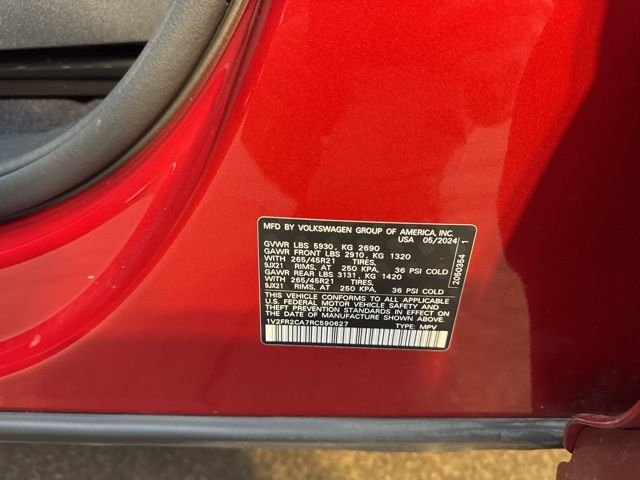 MFD BY VOLKSWAGEN GROUP OF AMERICA, INC.
USA 05/2024
GVWR LBS 5930, KG 2690
GAWR FRONT LBS 2910, KG 1320
WITH 265/45R21 TIRES,
9JX21 RIMS, AT 250 KPA, 36 PSI COLD
GAWR REAR LBS 3131, KG 1420
WITH 265/45R21 TIRES,
9JX21 RIMS, AT 250 KPA, 36 PSI COLD
THIS VEHICLE CONFORMS TO ALL APPLICABLE
U.S. FEDERAL MOTOR VEHICLE SAFETY AND
THEFT PREVENTION STANDARDS IN EFFECT ON
THE DATE OF MANUFACTURE SHOWN ABOVE.
1V2FR2CA7RC590627 TYPE: MPV
2060364 1